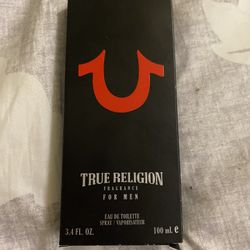 TRUE RELIGION
FRAGRANCE
FOR MEN
EAU DE TOILETTE
SPRAY / VAPORISATEUR
3.4 FL. OZ. 100 mL ℮